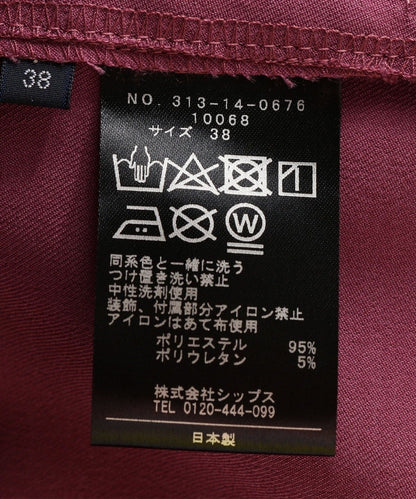 38
NO. 313-14-0676
10068
サイズ 38
W
同系色と一緒に洗う
つけ置き洗い禁止
中性洗剤使用
装飾、付属部分アイロン禁止
アイロンはあて布使用
ポリエステル 95%
ポリウレタン 5%
株式会社シップス
TEL 0120-444-099
日本製